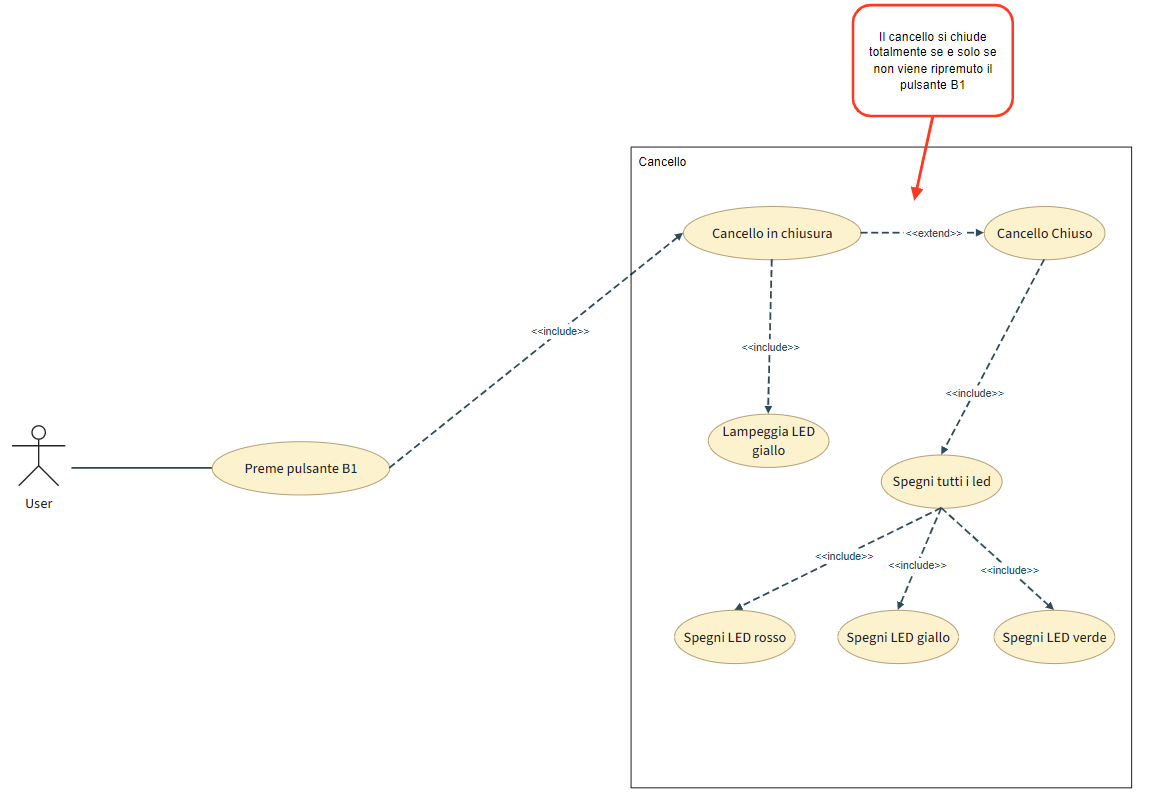 Il cancello si chiude
totalmente se e solo se
non viene ripremuto il
pulsante B1
Cancello
Cancello in chiusura
<<extend>>
Cancello Chiuso
<<include>>
<<include>>
<<include>>
Lampeggia LED
giallo
User
Preme pulsante B1
Spegni tutti i led
<<include>>
<<include>>
<<include>>
Spegni LED rosso
Spegni LED giallo
Spegni LED verde